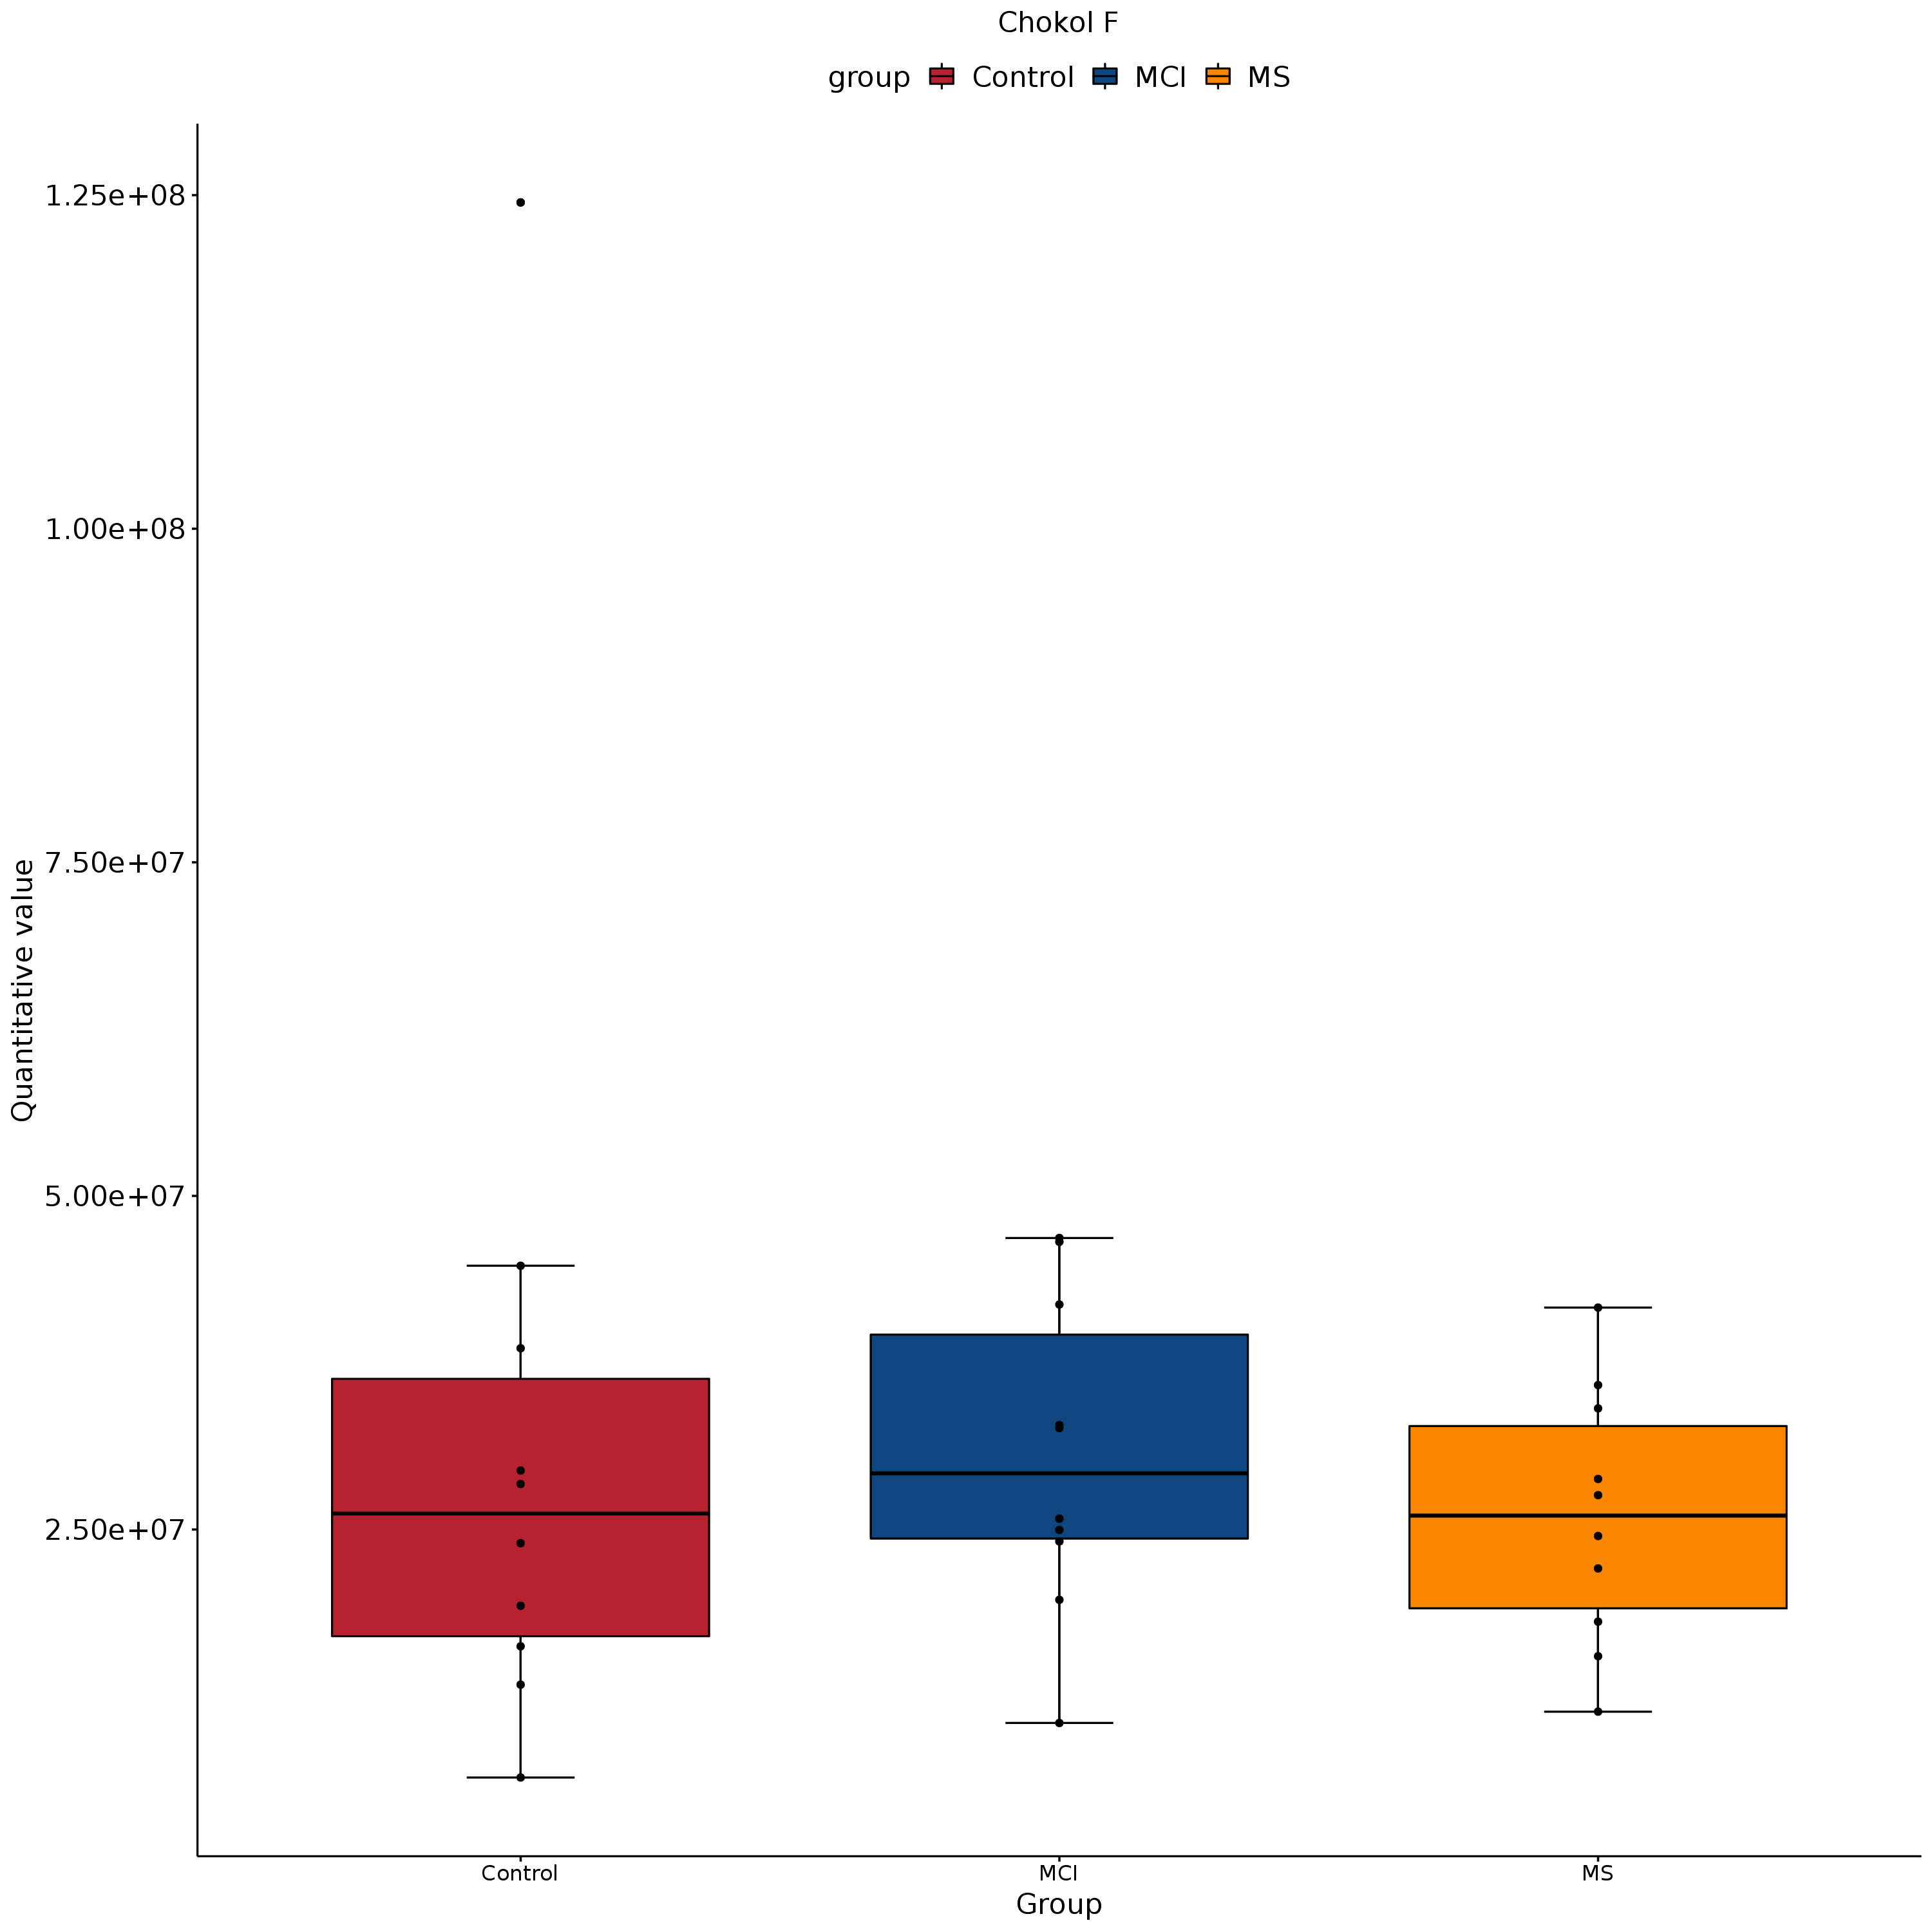 Chokol F
group Control MCI MS
1.25e+08
1.00e+08
7.50e+07
5.00e+07
2.50e+07
Quantitative value
Control MCI MS
Group